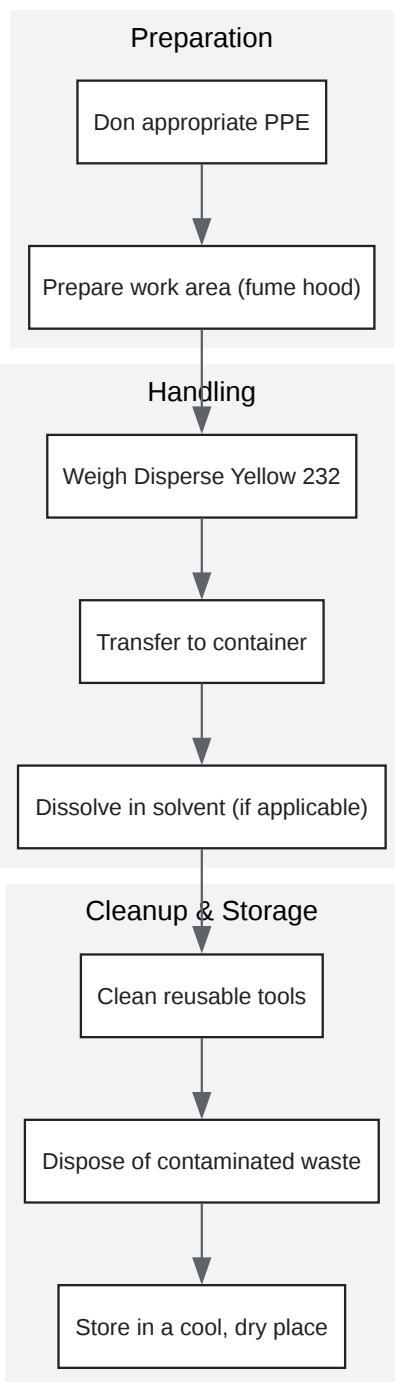 Preparation
Don appropriate PPE
Prepare work area (fume hood)
Handling
Weigh Disperse Yellow 232
Transfer to container
Dissolve in solvent (if applicable)
Cleanup & Storage
Clean reusable tools
Dispose of contaminated waste
Store in a cool, dry place